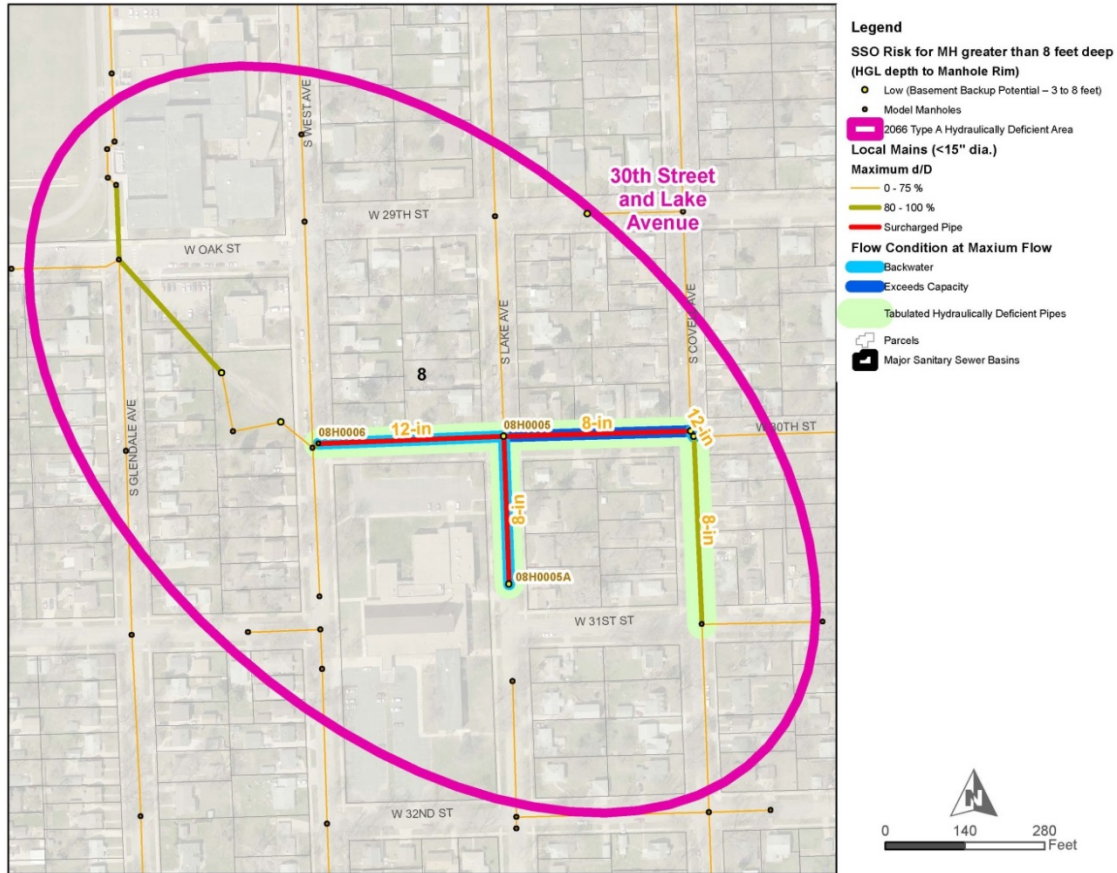 S WEST AVE
30th Street
and Lake
Avenue
W 29TH ST
W OAK ST
S LAKE AVE
S COVELL AVE
8
S GLENDALE AVE
08H0006
12-in
08H0005
8-in
12-in
W 30TH ST
8-in
8-in
08H0005A
W 31ST ST
W 32ND ST
Legend
SSO Risk for MH greater than 8 feet deep
(HGL depth to Manhole Rim)
Low (Basement Backup Potential – 3 to 8 feet)
Model Manholes
2066 Type A Hydraulically Deficient Area
Local Mains (<15" dia.)
Maximum d/D
0 - 75 %
80 - 100 %
Surcharged Pipe
Flow Condition at Maxium Flow
Backwater
Exceeds Capacity
Tabulated Hydraulically Deficient Pipes
Parcels
Major Sanitary Sewer Basins
N
0 140 280
Feet